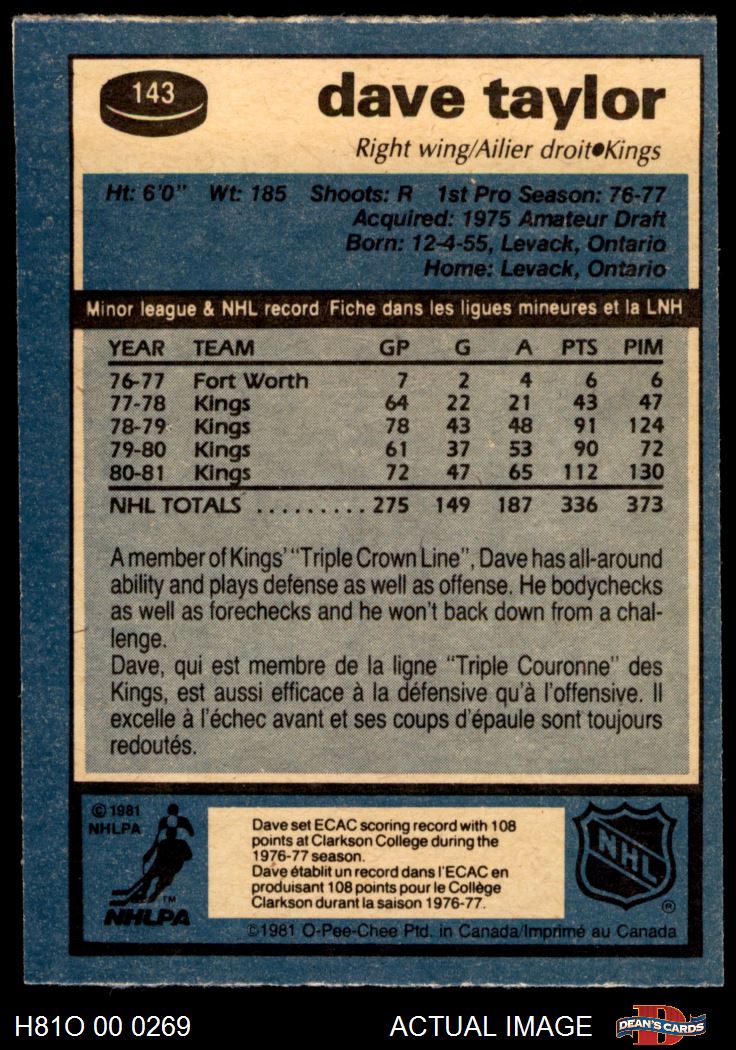 143
dave taylor
Right wing/Ailier droit•Kings
Ht: 6'0" Wt: 185 Shoots: R 1st Pro Season: 76-77
Acquired: 1975 Amateur Draft
Born: 12-4-55, Levack, Ontario
Home: Levack, Ontario
Minor league & NHL record/Fiche dans les ligues mineures et la LNH
YEAR TEAM GP G A PTS PIM
76-77 Fort Worth 7 2 4 6 6
77-78 Kings 64 22 21 43 47
78-79 Kings 78 43 48 91 124
79-80 Kings 61 37 53 90 72
80-81 Kings 72 47 65 112 130
NHL TOTALS ......... 275 149 187 336 373
A member of Kings' "Triple Crown Line", Dave has all-around
ability and plays defense as well as offense. He bodychecks
as well as forechecks and he won't back down from a chal-
lenge.
Dave, qui est membre de la ligne "Triple Couronne" des
Kings, est aussi efficace à la défensive qu'à l'offensive. Il
excelle à l'échec avant et ses coups d'épaule sont toujours
redoutés.
© 1981
NHLPA
TM
NHLPA
Dave set ECAC scoring record with 108
points at Clarkson College during the
1976-77 season.
Dave établit un record dans l'ECAC en
produisant 108 points pour le Collège
Clarkson durant la saison 1976-77.
NHL
®
©1981 O-Pee-Chee Ptd. in Canada/Imprimé au Canada
H81O 00 0269 ACTUAL IMAGE
D
DEAN'S CARDS